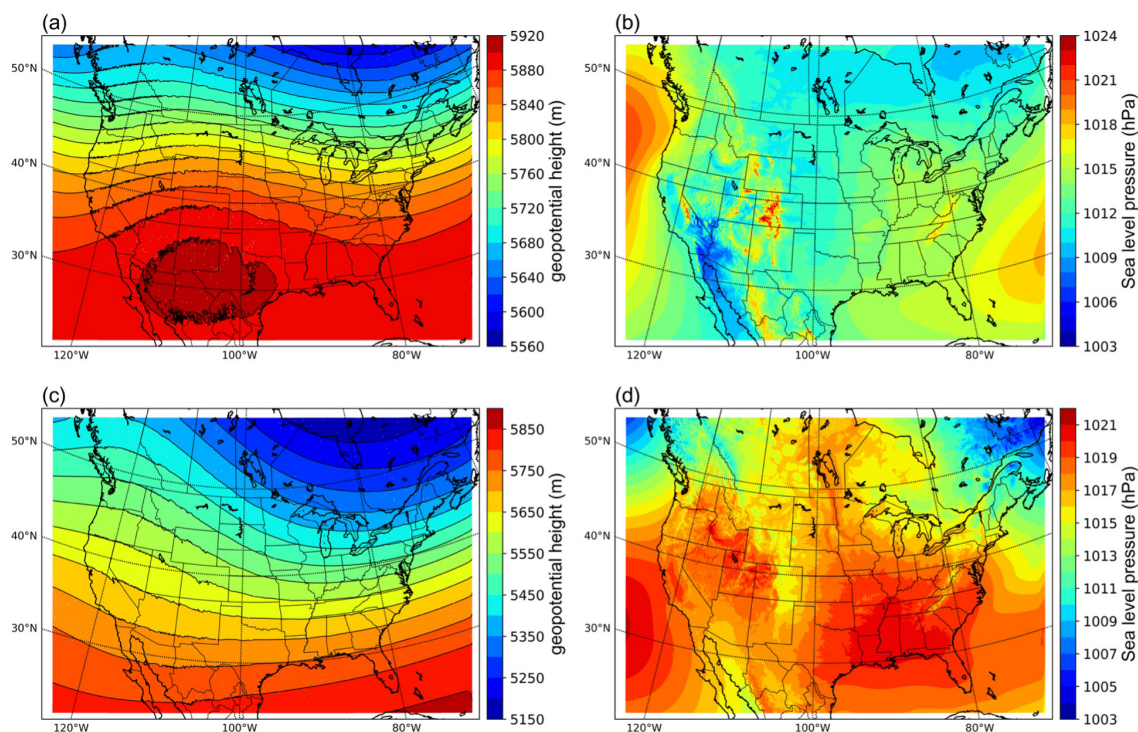 (a)
50°N
40°N
30°N
120°W
100°W
80°W
5920
5880
5840
5800
5760
5720
5680
5640
5600
5560
geopotential height (m)
(b)
50°N
40°N
30°N
120°W
100°W
80°W
1024
1021
1018
1015
1012
1009
1006
1003
Sea level pressure (hPa)
(c)
50°N
40°N
30°N
120°W
100°W
80°W
5850
5750
5650
5550
5450
5350
5250
5150
geopotential height (m)
(d)
50°N
40°N
30°N
120°W
100°W
80°W
1021
1019
1017
1015
1013
1011
1009
1007
1005
1003
Sea level pressure (hPa)